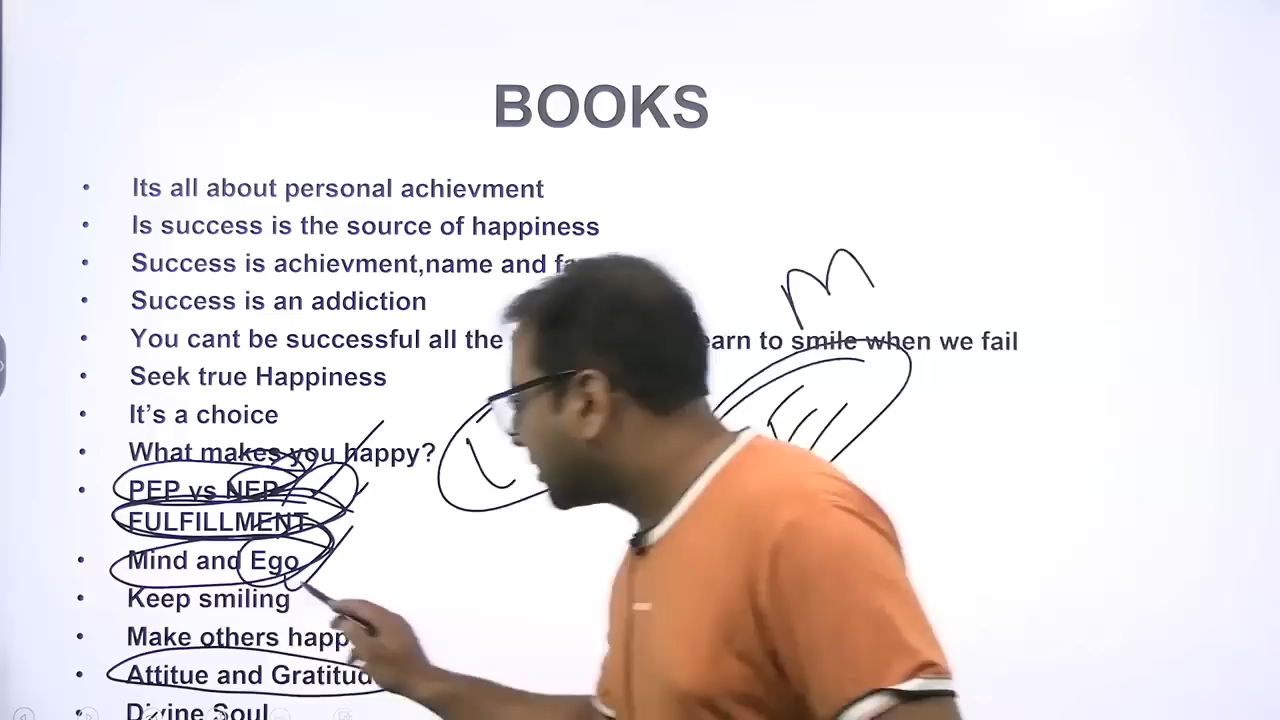 BOOKS
• Its all about personal achievment
• Is success is the source of happiness
• Success is achievment,name and
• Success is an addiction
• You cant be successful all the earn to smile when we fail
• Seek true Happiness
• It's a choice
• What makes you happy?
• PEP vs NEP
FULFILLMENT
• Mind and Ego
• Keep smiling
• Make others happ
• Attitue and Gratitud
• Divine Soul
m